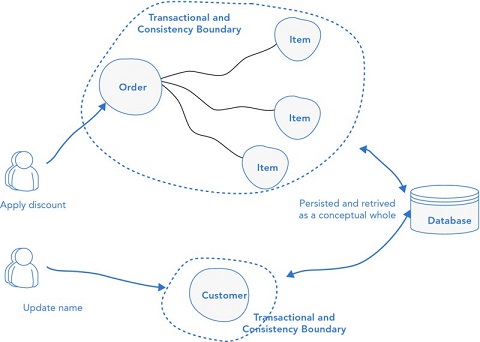 Transactional and
Consistency Boundary
Item
Order
Item
Item
Apply discount
Persisted and retrived
as a conceptual whole
Database
Customer
Update name
Transactional and
Consistency Boundary